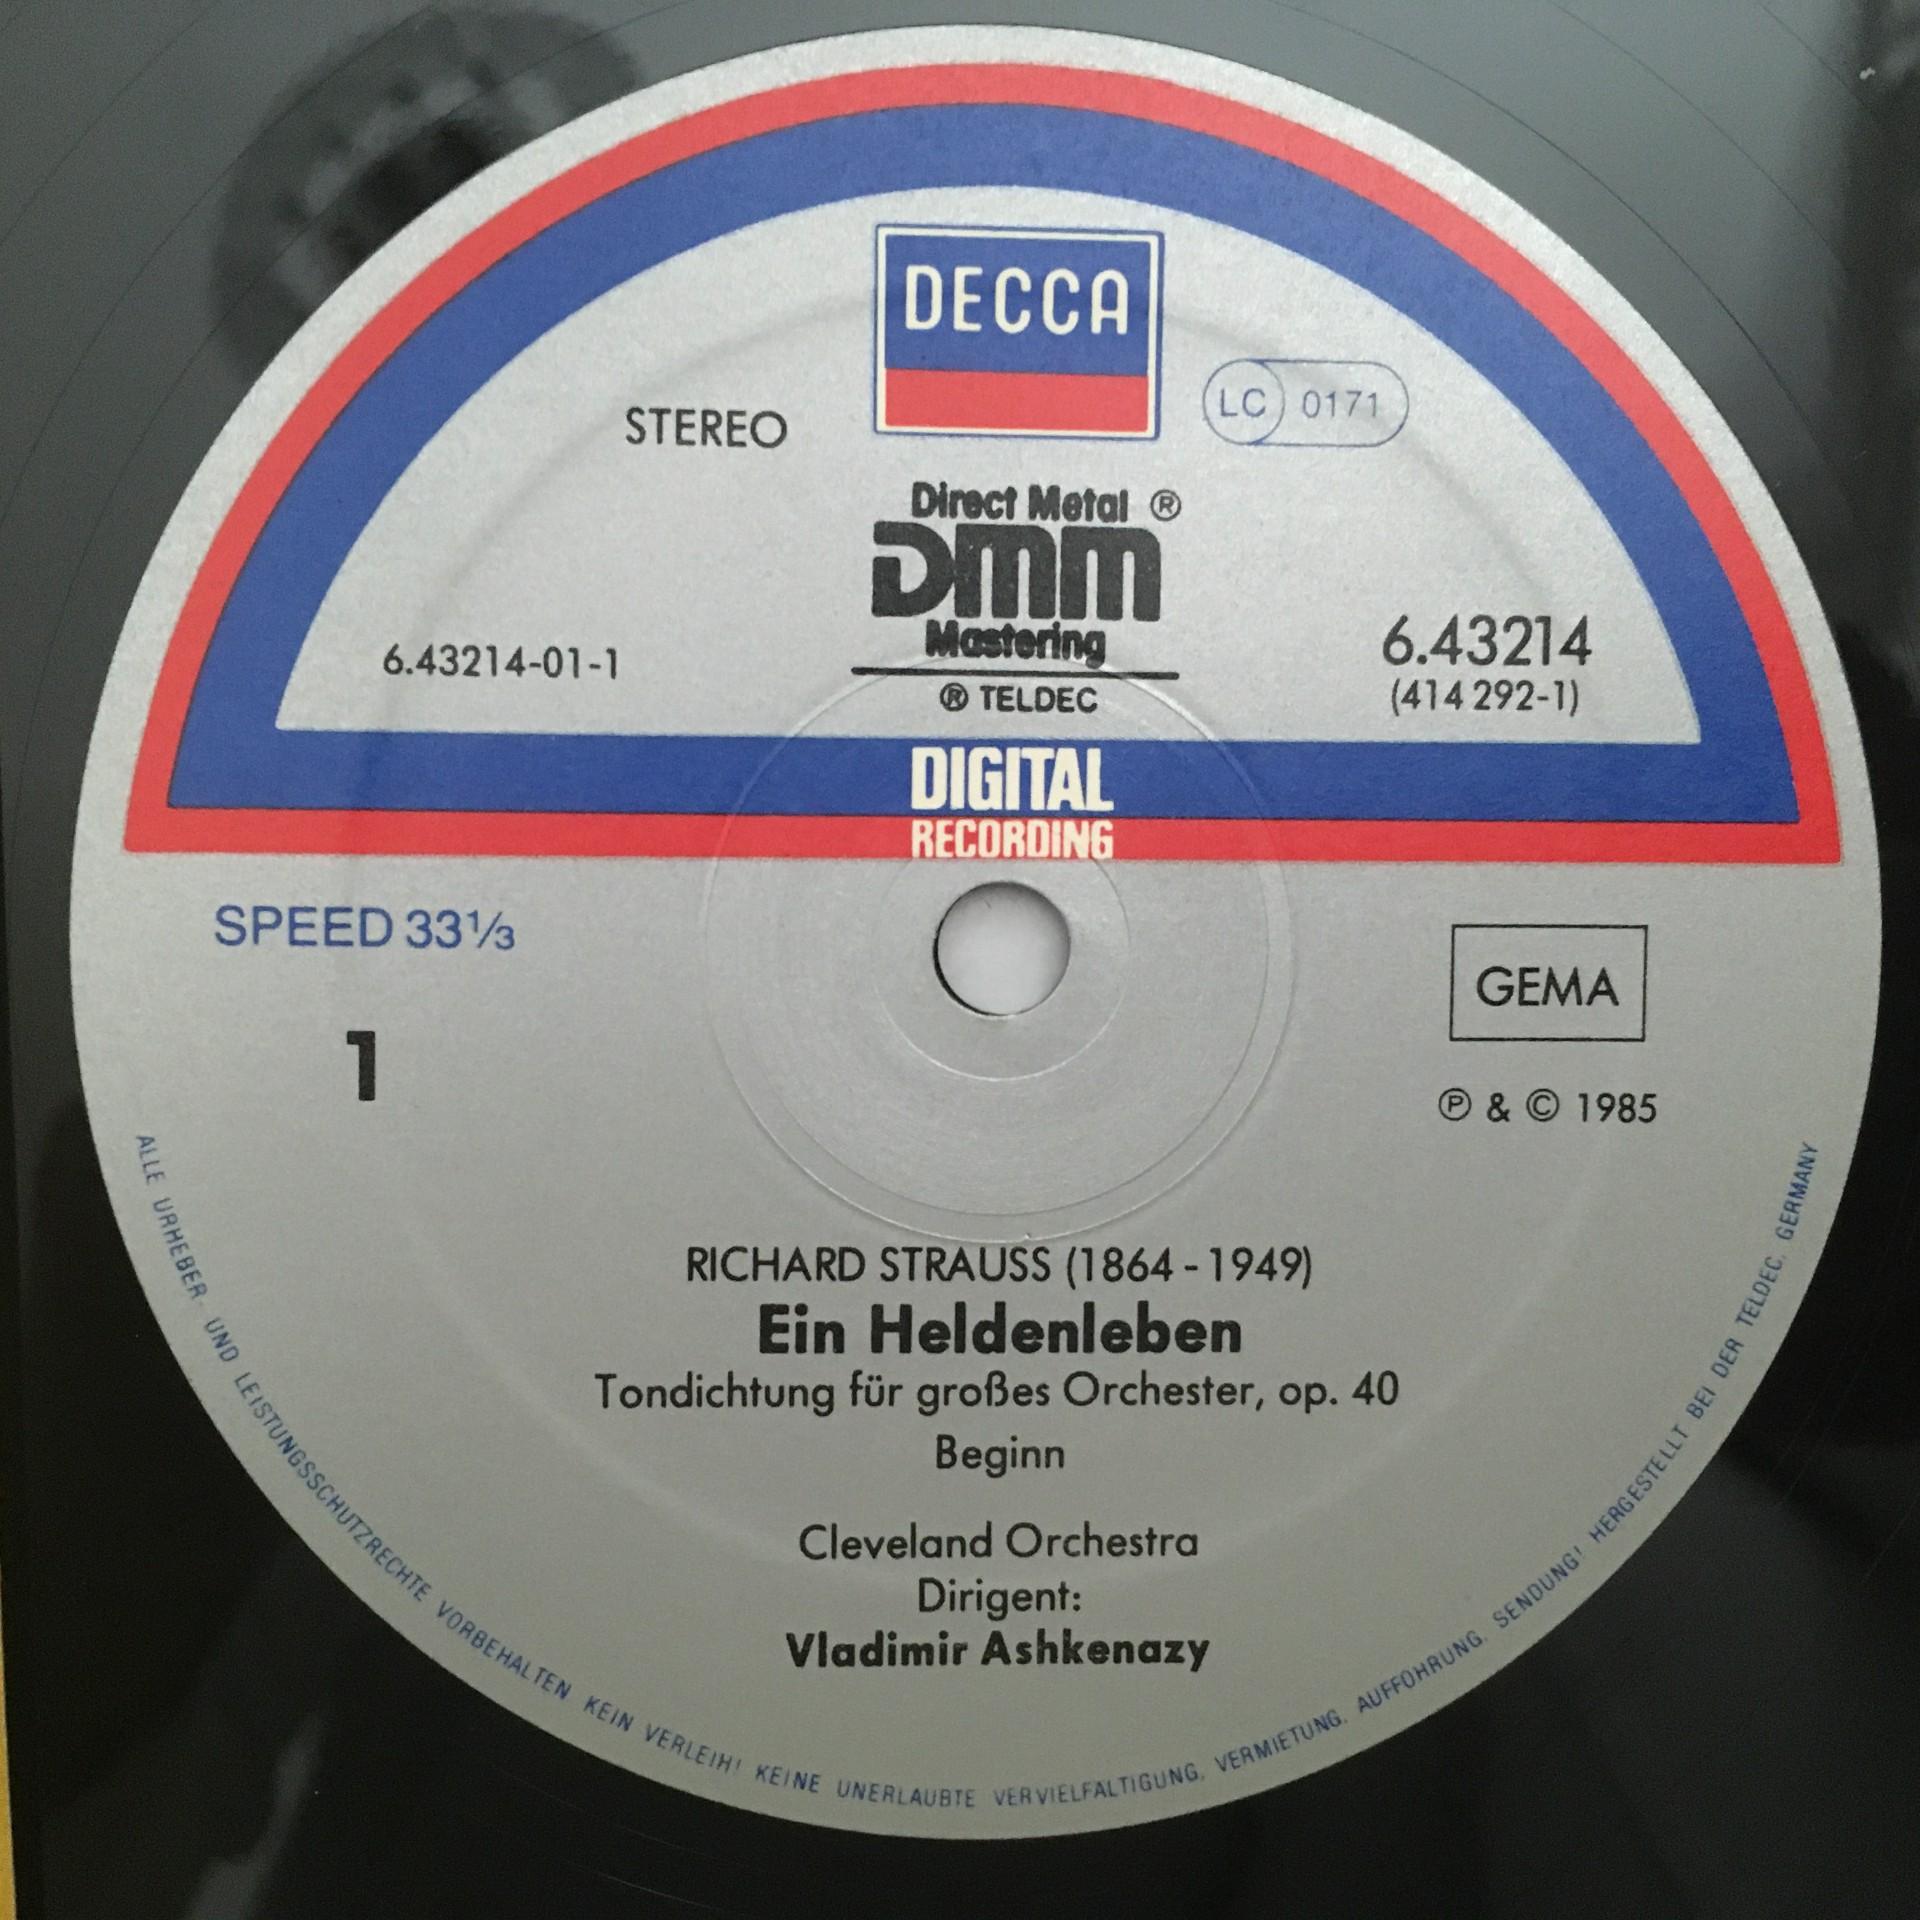 DECCA
STEREO
LC 0171
Direct Metal ®
DMM
Mastering
® TELDEC
6.43214-01-1
6.43214
(414 292-1)
DIGITAL
RECORDING
SPEED 33⅓
GEMA
1
℗ & © 1985
RICHARD STRAUSS (1864 - 1949)
Ein Heldenleben
Tondichtung für großes Orchester, op. 40
Beginn
Cleveland Orchestra
Dirigent:
Vladimir Ashkenazy
ALLE URHEBER- UND LEISTUNGSSCHUTZRECHTE VORBEHALTEN KEIN VERLEIH! KEINE UNERLAUBTE VERVIELFÄLTIGUNG, VERMIETUNG, AUFFÜHRUNG, SENDUNG! HERGESTELLT BEI DER TELDEC, GERMANY